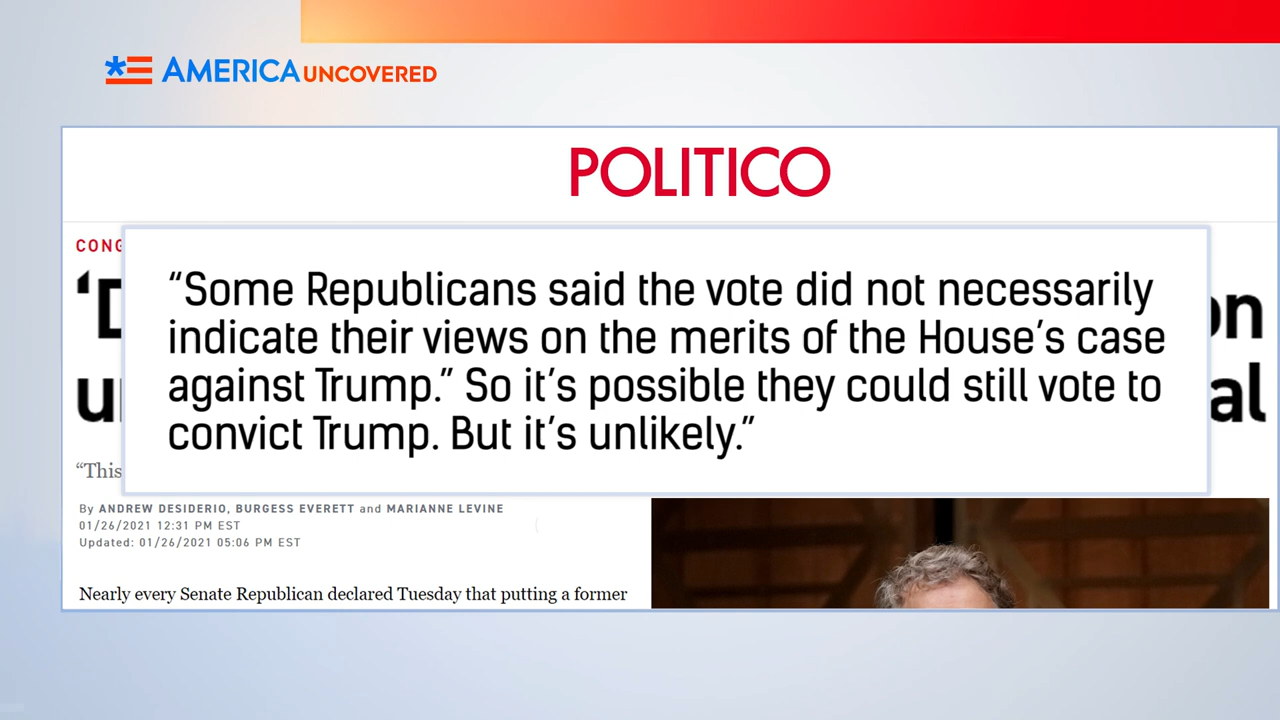 AMERICA UNCOVERED
POLITICO
CONG
“Some Republicans said the vote did not necessarily
indicate their views on the merits of the House’s case
against Trump.” So it’s possible they could still vote to
convict Trump. But it’s unlikely.”
“This
By ANDREW DESIDERIO, BURGESS EVERETT and MARIANNE LEVINE
01/26/2021 12:31 PM EST
Updated: 01/26/2021 05:06 PM EST
Nearly every Senate Republican declared Tuesday that putting a former